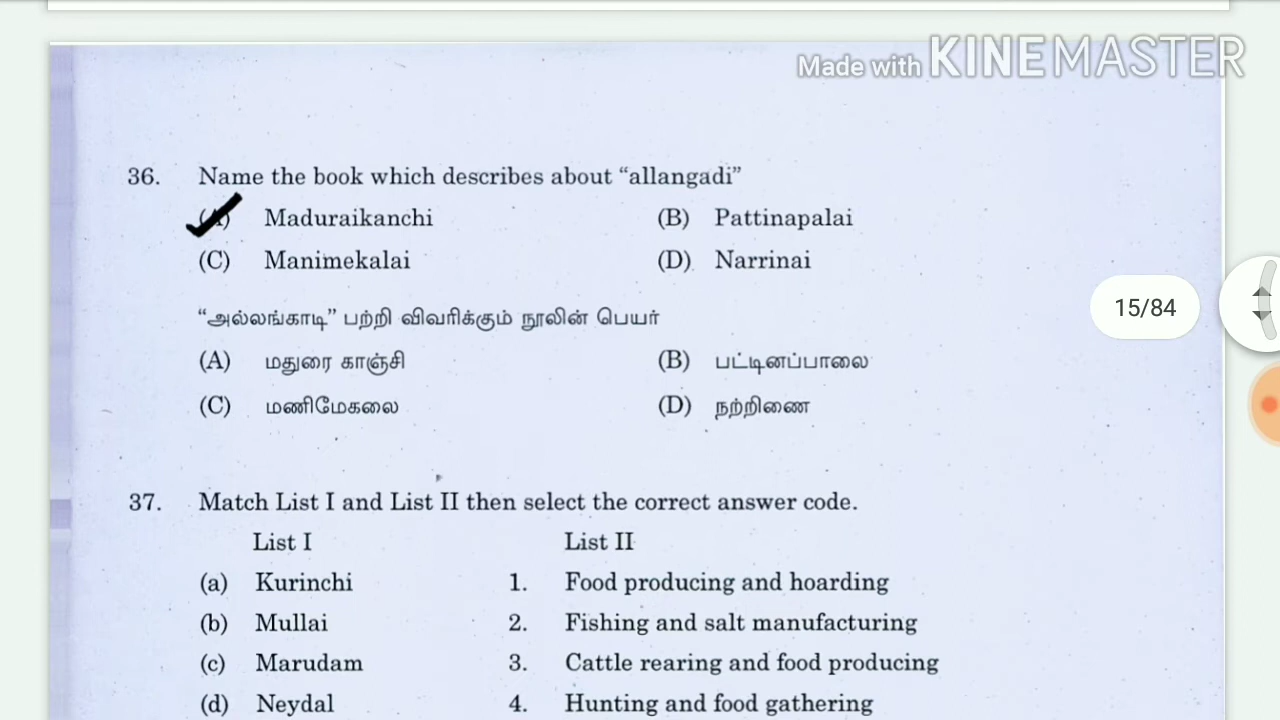 Made with KINEMASTER
36. Name the book which describes about “allangadi”
(A) Maduraikanchi (B) Pattinapalai
(C) Manimekalai (D) Narrinai
“அல்லங்காடி” பற்றி விவரிக்கும் நூலின் பெயர்
(A) மதுரை காஞ்சி (B) பட்டினப்பாலை
(C) மணிமேகலை (D) நற்றிணை
15/84
37. Match List I and List II then select the correct answer code.
List I List II
(a) Kurinchi 1. Food producing and hoarding
(b) Mullai 2. Fishing and salt manufacturing
(c) Marudam 3. Cattle rearing and food producing
(d) Neydal 4. Hunting and food gathering